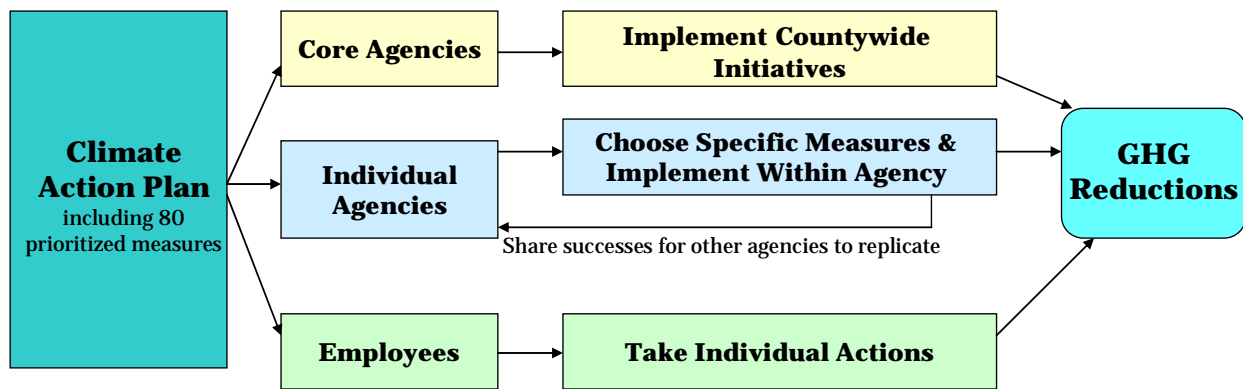 Climate
Action Plan
including 80
prioritized measures
Core Agencies
Implement Countywide
Initiatives
Individual
Agencies
Choose Specific Measures &
Implement Within Agency
Share successes for other agencies to replicate
Employees
Take Individual Actions
GHG
Reductions